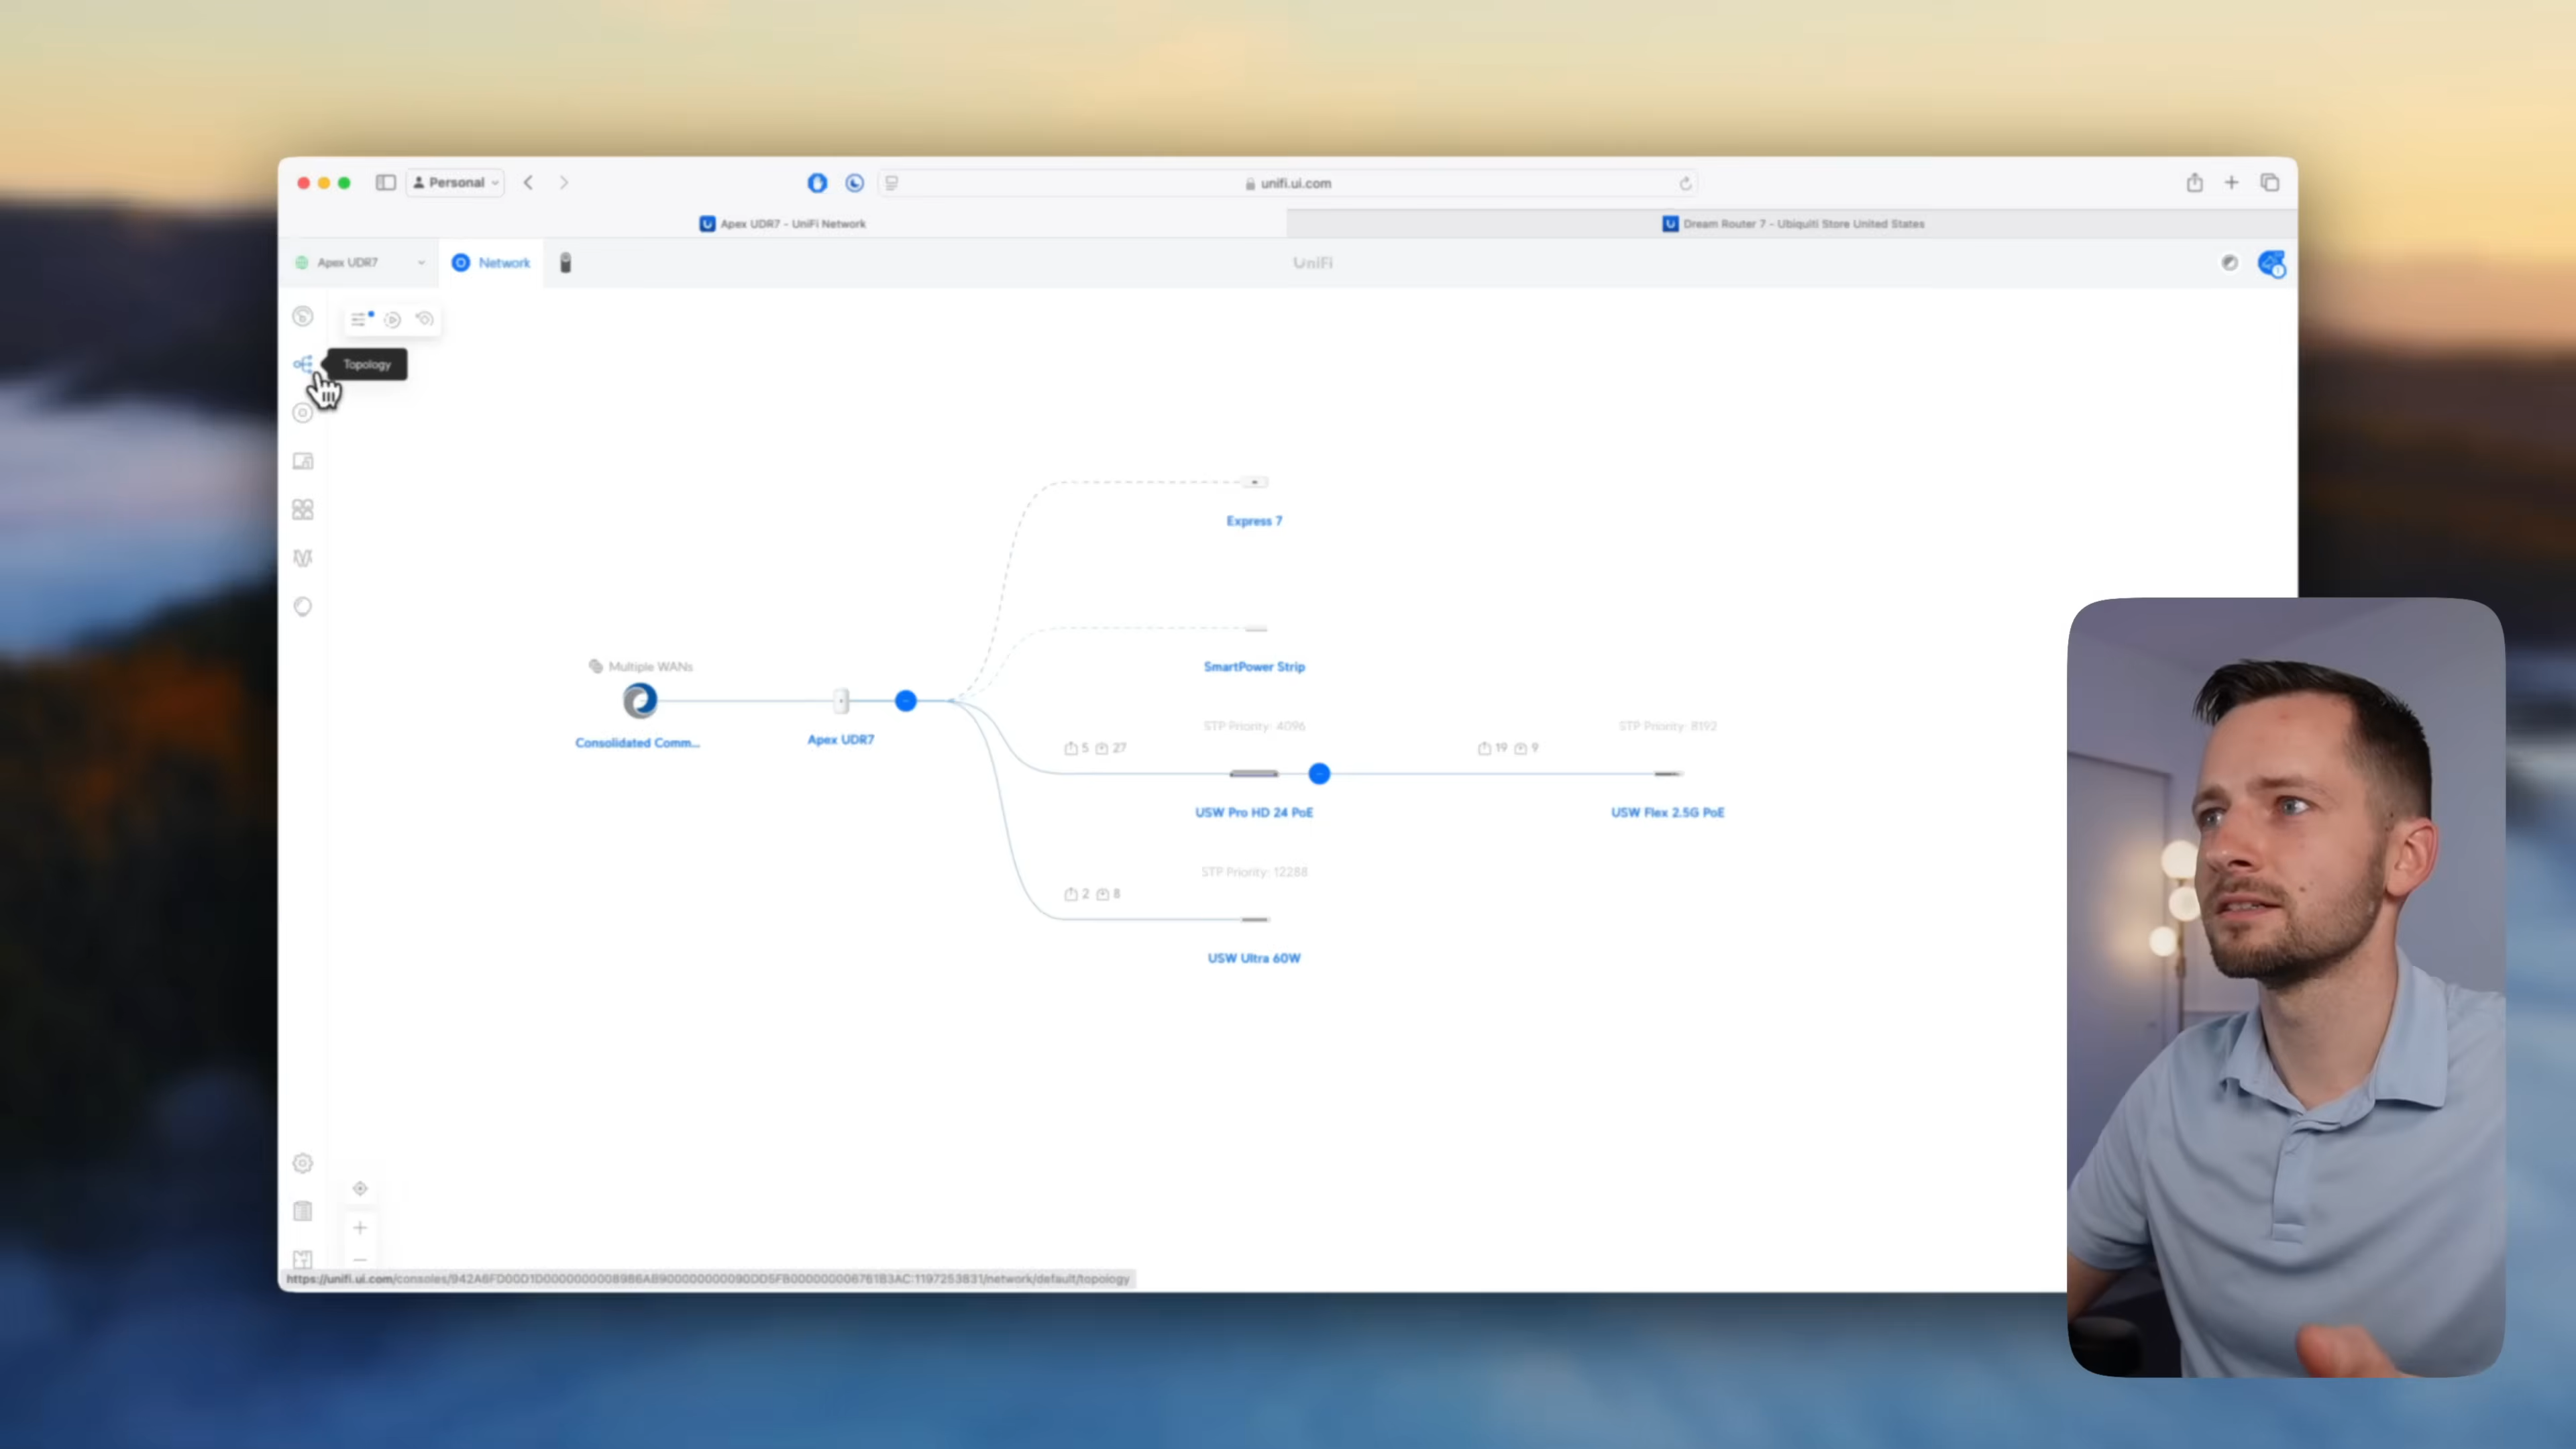 Personal
unifi.ui.com
Apex UDR7 - UniFi Network
Dream Router 7 - Ubiquiti Store United States
Apex UDR7
Network
UniFi
Topology
Express 7
SmartPower Strip
Multiple WANs
Consolidated Comm...
Apex UDR7
STP Priority: 4096
5 27
USW Pro HD 24 PoE
STP Priority: 8192
19 9
USW Flex 2.5G PoE
STP Priority: 12288
2 8
USW Ultra 60W